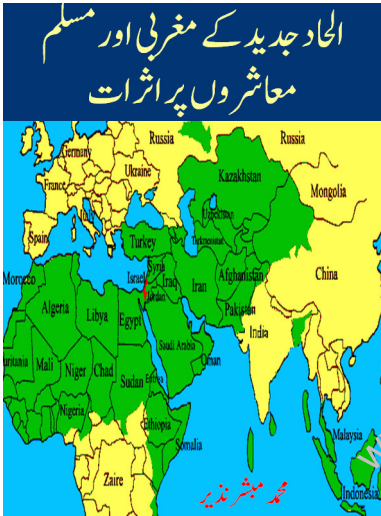 الحاد جدید کے مغربی اور مسلم
معاشروں پر اثرات
Russia
Russia
Germany
Ukraine
Kazakhstan
France
Mongolia
Italy
Uzbekistan
Spain
Turkey
Turkmenistan
China
Syria
Morocco
Israel
Iraq
Iran
Afghanistan
Jordan
Pakistan
Algeria
Libya
Egypt
India
Saudi Arabia
Oman
Mali
Niger
Chad
Sudan
Eritrea
Nigeria
Ethiopia
Somalia
Malaysia
Zaire
Indonesia
محمد مبشر نذیر